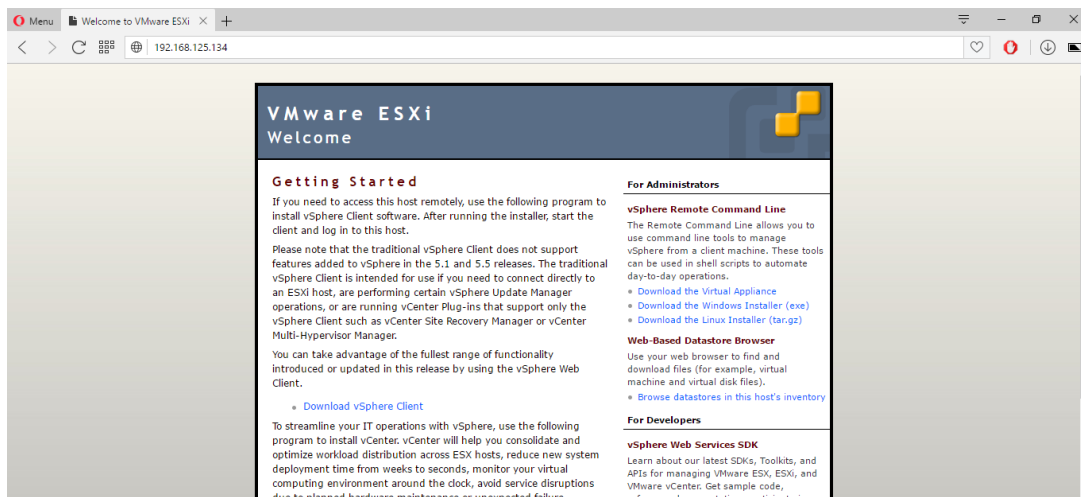 Menu
Welcome to VMware ESXi
192.168.125.134
VMware ESXi
Welcome
Getting Started
If you need to access this host remotely, use the following program to
install vSphere Client software. After running the installer, start the
client and log in to this host.
Please note that the traditional vSphere Client does not support
features added to vSphere in the 5.1 and 5.5 releases. The traditional
vSphere Client is intended for use if you need to connect directly to
an ESXi host, are performing certain vSphere Update Manager
operations, or are running vCenter Plug-ins that support only the
vSphere Client such as vCenter Site Recovery Manager or vCenter
Multi-Hypervisor Manager.
You can take advantage of the fullest range of functionality
introduced or updated in this release by using the vSphere Web
Client.
Download vSphere Client
To streamline your IT operations with vSphere, use the following
program to install vCenter. vCenter will help you consolidate and
optimize workload distribution across ESX hosts, reduce new system
deployment time from weeks to seconds, monitor your virtual
computing environment around the clock, avoid service disruptions
due to planned hardware maintenance or unexpected failure,
For Administrators
vSphere Remote Command Line
The Remote Command Line allows you to
use command line tools to manage
vSphere from a client machine. These tools
can be used in shell scripts to automate
day-to-day operations.
Download the Virtual Appliance
Download the Windows Installer (exe)
Download the Linux Installer (tar.gz)
Web-Based Datastore Browser
Use your web browser to find and
download files (for example, virtual
machine and virtual disk files).
Browse datastores in this host's inventory
For Developers
vSphere Web Services SDK
Learn about our latest SDKs, Toolkits, and
APIs for managing VMware ESX, ESXi, and
VMware vCenter. Get sample code,